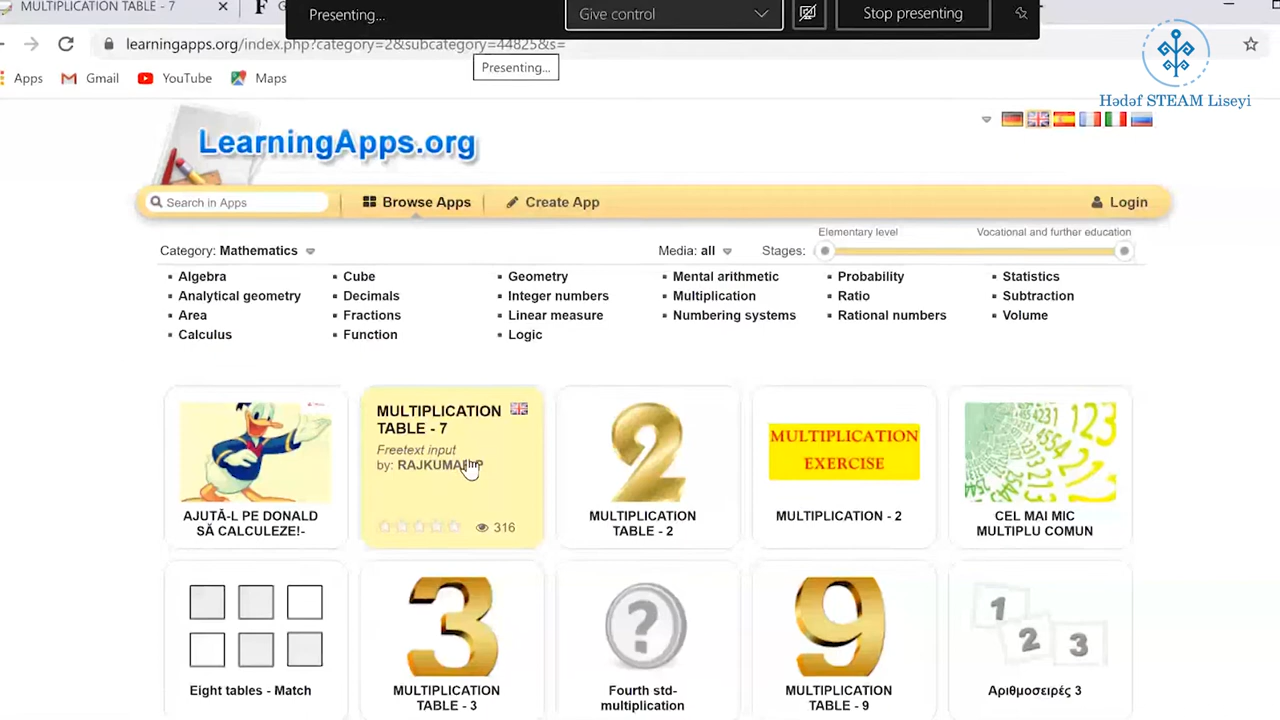 MULTIPLICATION TABLE - 7
Presenting...
Give control
Stop presenting
learningapps.org/index.php?category=2&subcategory=44825&s=
Presenting...
Apps
Gmail
YouTube
Maps
Hədəf STEAM Liseyi
LearningApps.org
Search in Apps
Browse Apps
Create App
Login
Elementary level
Vocational and further education
Category: Mathematics
Media: all
Stages:
Algebra
Cube
Geometry
Mental arithmetic
Probability
Statistics
Analytical geometry
Decimals
Integer numbers
Multiplication
Ratio
Subtraction
Area
Fractions
Linear measure
Numbering systems
Rational numbers
Volume
Calculus
Function
Logic
AJUTĂ-L PE DONALD
SĂ CALCULEZE!-
MULTIPLICATION
TABLE - 7
Freetext input
by:
316
2
MULTIPLICATION
TABLE - 2
MULTIPLICATION
EXERCISE
MULTIPLICATION - 2
CEL MAI MIC
MULTIPLU COMUN
Eight tables - Match
3
MULTIPLICATION
TABLE - 3
?
Fourth std-
multiplication
9
MULTIPLICATION
TABLE - 9
1
2
3
Αριθμοσειρές 3